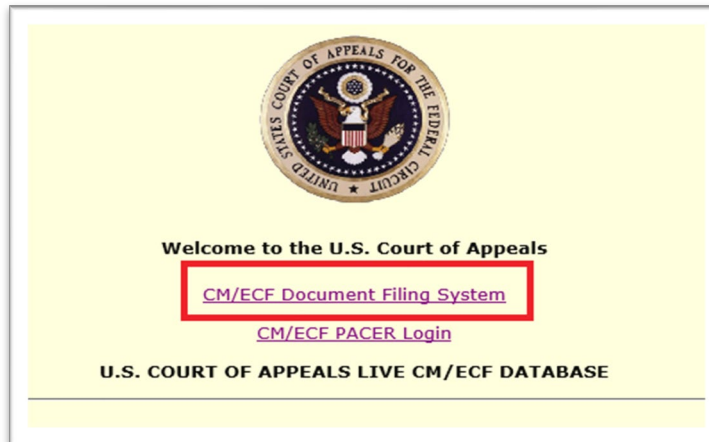 UNITED STATES COURT OF APPEALS FOR THE FEDERAL CIRCUIT
Welcome to the U.S. Court of Appeals
CM/ECF Document Filing System
CM/ECF PACER Login
U.S. COURT OF APPEALS LIVE CM/ECF DATABASE